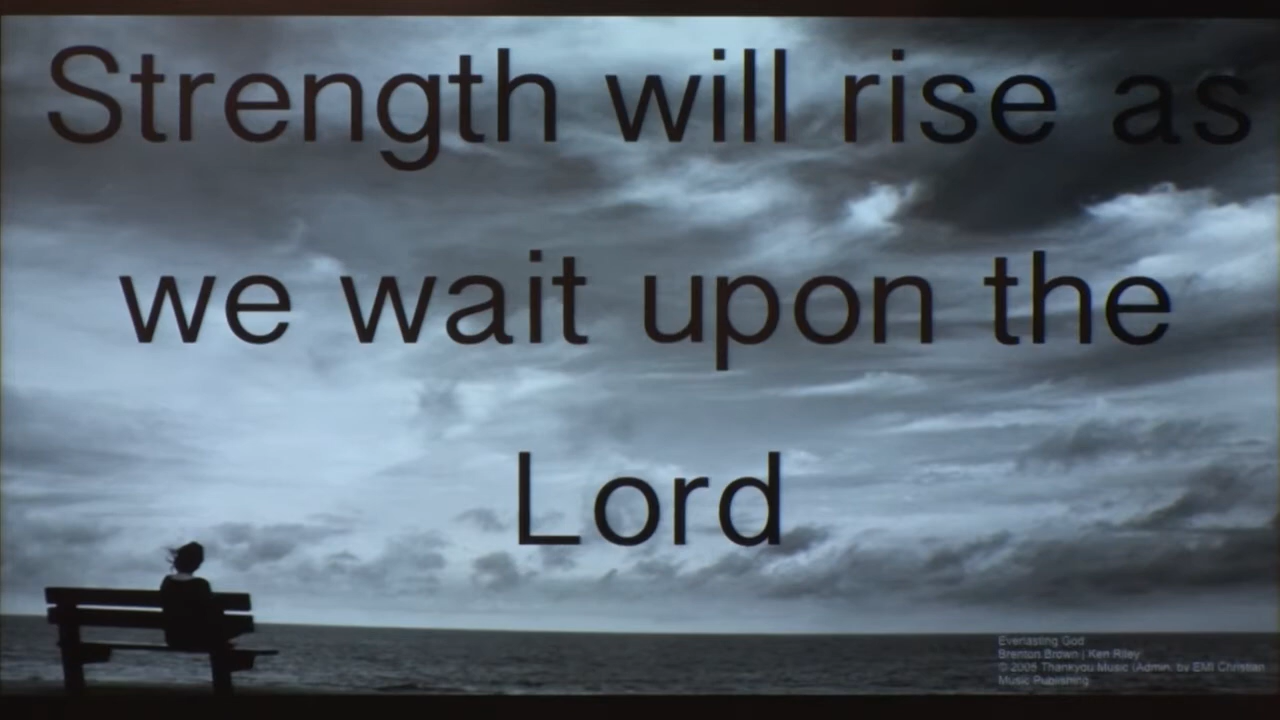 Strength will rise as
we wait upon the
Lord
Everlasting God
Brenton Brown | Ken Riley
© 2005 Thankyou Music (Admin. by EMI Christian
Music Publishing